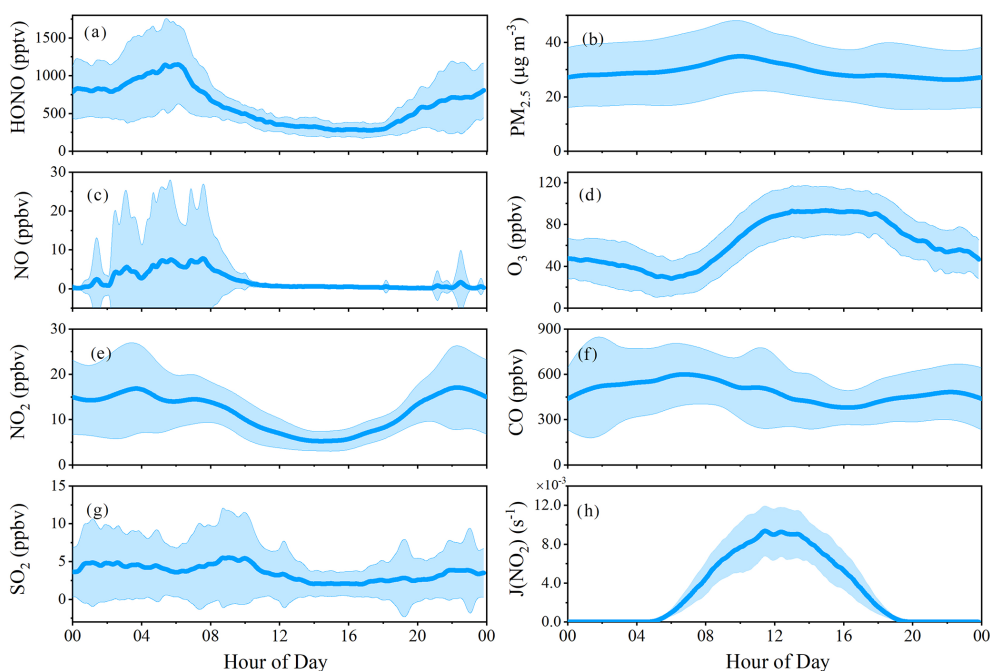 (a)
HONO (pptv)
1500
1000
500
0
(b)
PM2.5 (μg m-3)
60
40
20
0
(c)
NO (ppbv)
30
20
10
0
(d)
O3 (ppbv)
120
80
40
0
(e)
NO2 (ppbv)
30
20
10
0
(f)
CO (ppbv)
900
600
300
0
(g)
SO2 (ppbv)
15
10
5
0
00 04 08 12 16 20 00
Hour of Day
(h)
J(NO2) (s-1)
×10-3
12.0
8.0
4.0
0.0
00 04 08 12 16 20 00
Hour of Day